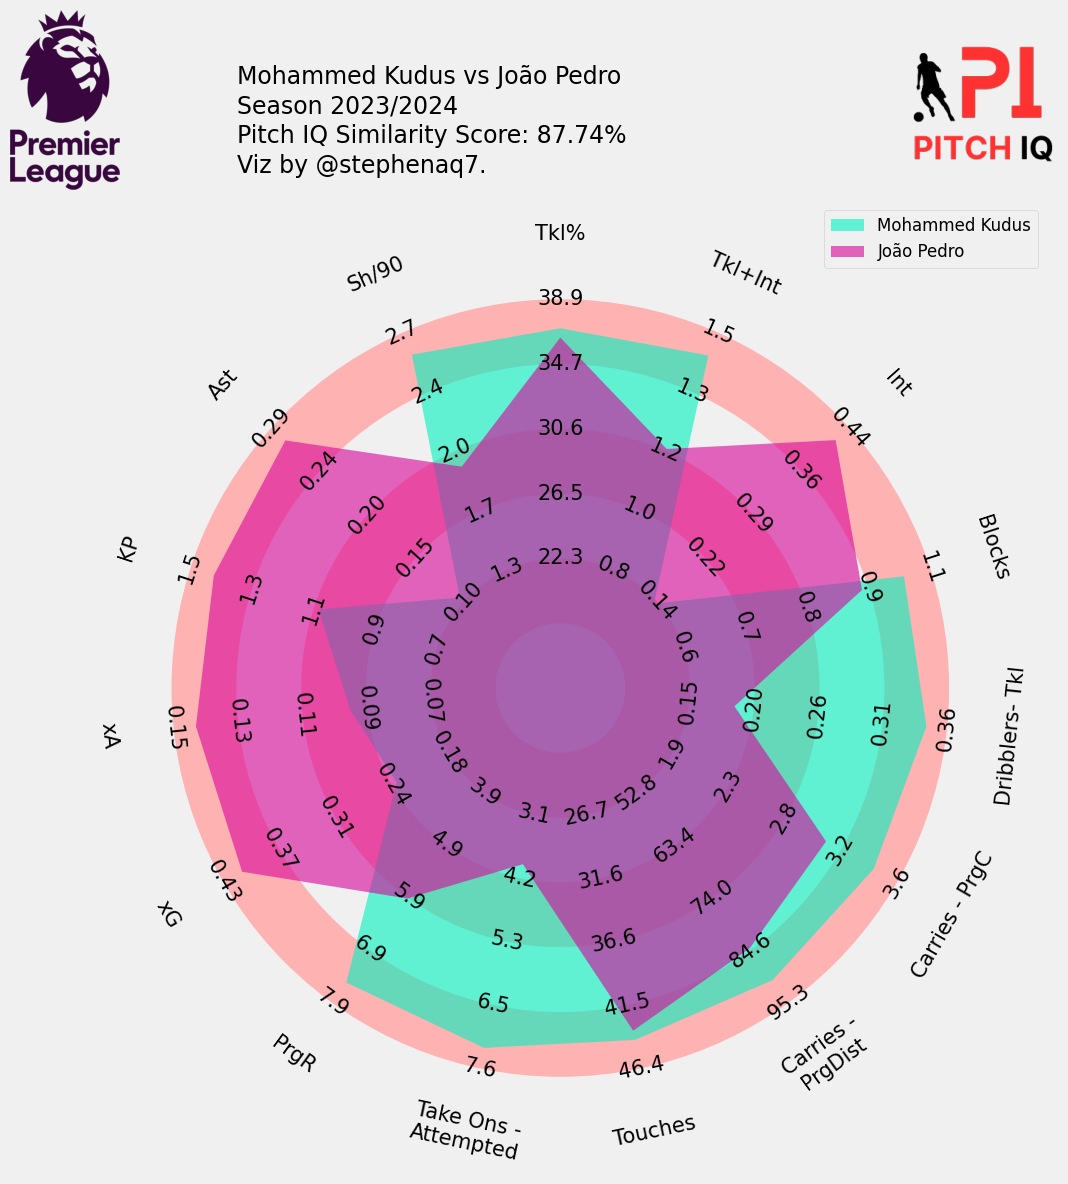 Premier
League
Mohammed Kudus vs João Pedro
Season 2023/2024
Pitch IQ Similarity Score: 87.74%
Viz by @stephenaq7.
PI
PITCH IQ
Mohammed Kudus
João Pedro
Tkl%
38.9
34.7
30.6
26.5
22.3
Tkl+Int
1.5
1.3
1.2
1.0
0.8
Int
0.44
0.36
0.29
0.22
0.14
Blocks
1.1
0.9
0.8
0.7
0.6
Dribblers- Tkl
0.36
0.31
0.26
0.20
0.15
Carries - PrgC
3.6
3.2
2.8
2.3
1.9
Carries -
PrgDist
95.3
84.6
74.0
63.4
52.8
Touches
46.4
41.5
36.6
31.6
26.7
Take Ons -
Attempted
7.6
6.5
5.3
4.2
3.1
PrgR
7.9
6.9
5.9
4.9
3.9
xG
0.43
0.37
0.31
0.24
0.18
xA
0.15
0.13
0.11
0.09
0.07
KP
1.5
1.3
1.1
0.9
0.7
Ast
0.29
0.24
0.20
0.15
0.10
Sh/90
2.7
2.4
2.0
1.7
1.3